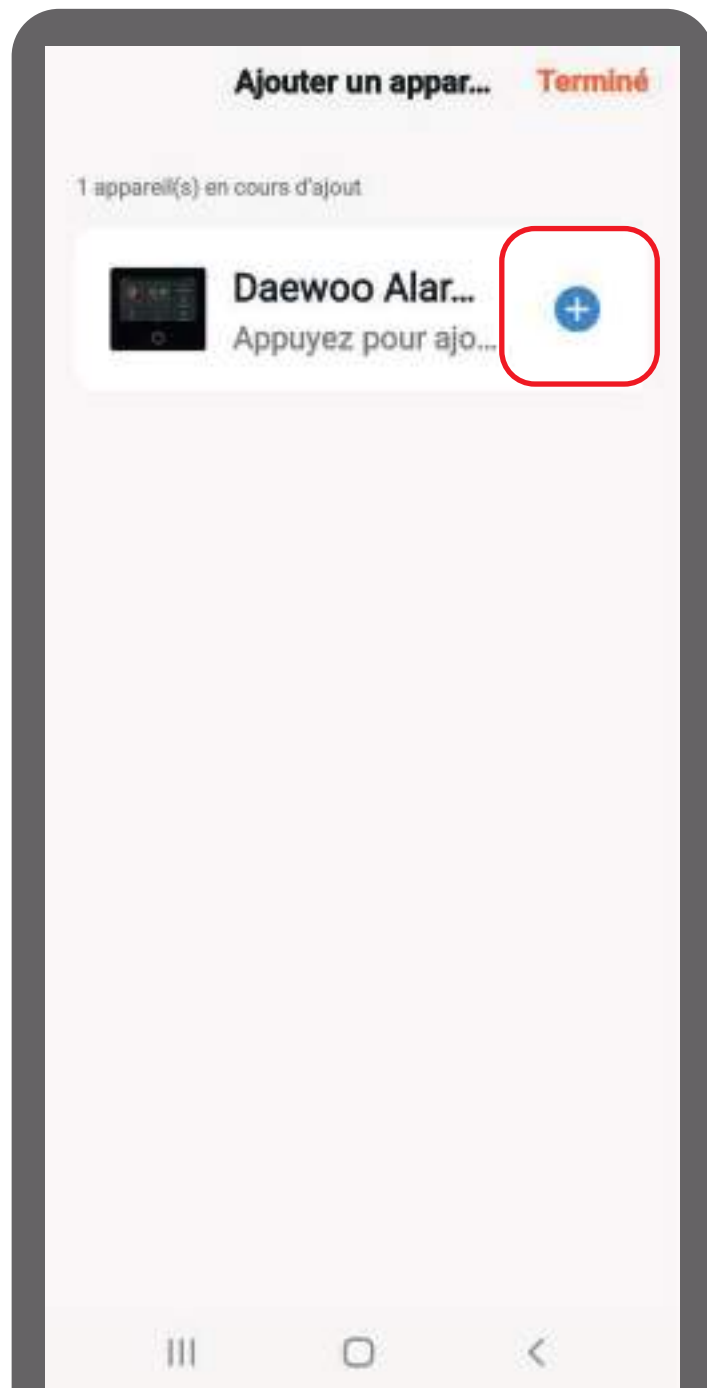 Ajouter un appar... Terminé
1 appareil(s) en cours d'ajout
Daewoo Alar...
Appuyez pour ajo...